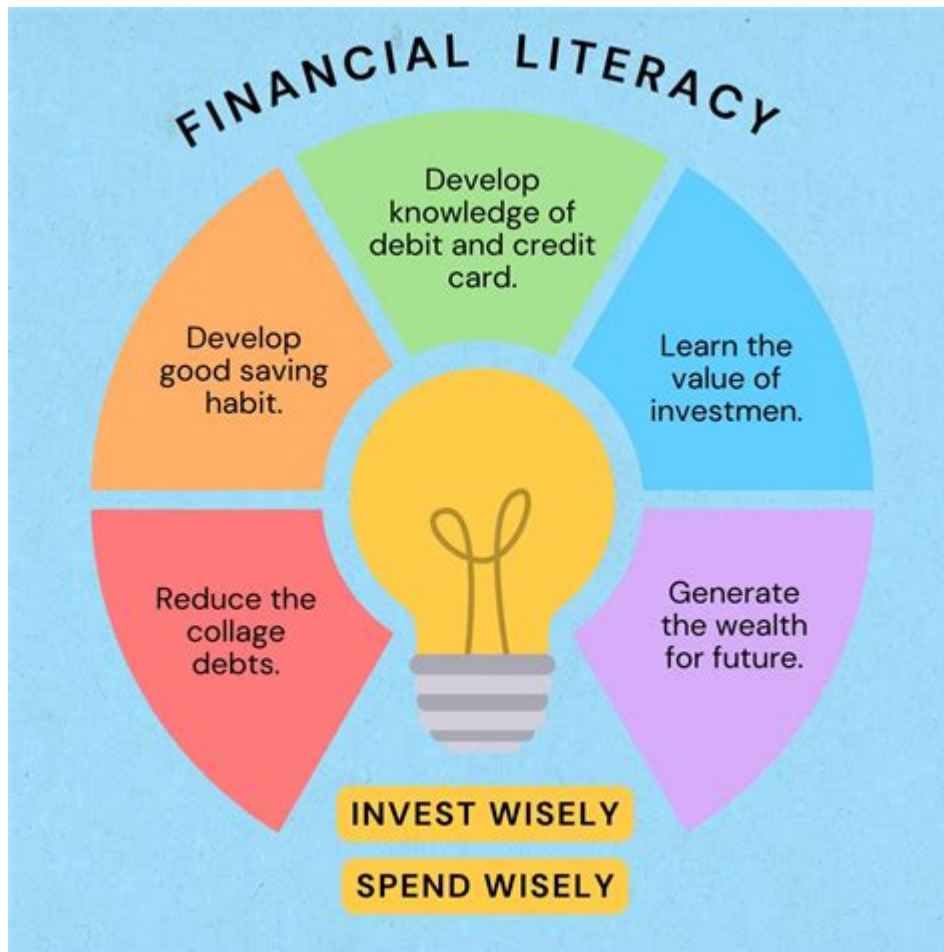 FINANCIAL LITERACY
Develop
knowledge of
debit and credit
card.
Develop
good saving
habit.
Learn the
value of
investmen.
Reduce the
collage
debts.
Generate
the wealth
for future.
INVEST WISELY
SPEND WISELY